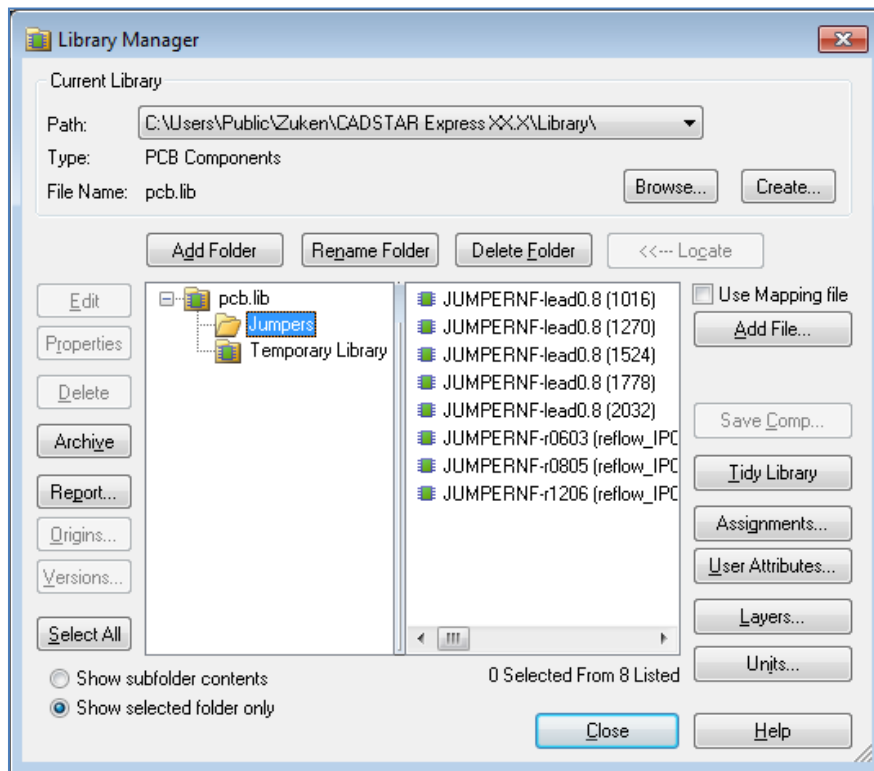 Library Manager
Current Library
Path: C:\Users\Public\Zuken\CADSTAR Express XX.X\Library\
Type: PCB Components
File Name: pcb.lib
Browse... Create...
Add Folder Rename Folder Delete Folder <<--- Locate
Edit
Properties
Delete
Archive
Report...
Origins...
Versions...
Select All
pcb.lib
Jumpers
Temporary Library
JUMPERNF-lead0.8 (1016)
JUMPERNF-lead0.8 (1270)
JUMPERNF-lead0.8 (1524)
JUMPERNF-lead0.8 (1778)
JUMPERNF-lead0.8 (2032)
JUMPERNF-r0603 (reflow_IPC
JUMPERNF-r0805 (reflow_IPC
JUMPERNF-r1206 (reflow_IPC
Use Mapping file
Add File...
Save Comp...
Tidy Library
Assignments...
User Attributes...
Layers...
Units...
Show subfolder contents
Show selected folder only
0 Selected From 8 Listed
Close Help